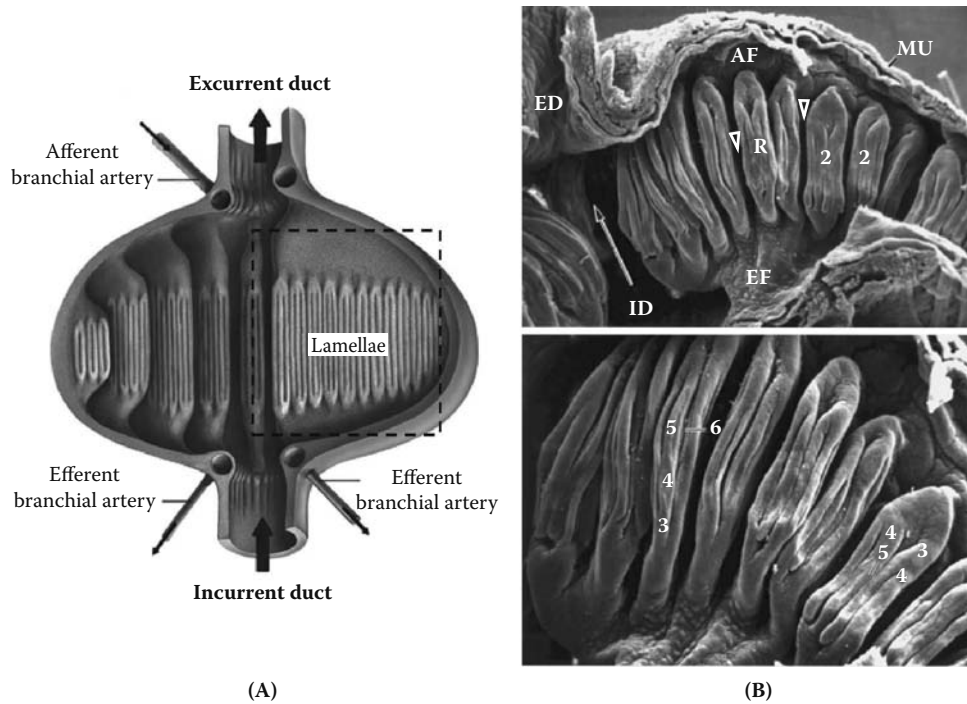 Excurrent duct
Afferent
branchial artery
Lamellae
Efferent
branchial artery
Efferent
branchial artery
Incurrent duct
(A)
MU
AF
ED
R
2
2
EF
ID
5
6
4
3
4
5
3
4
(B)